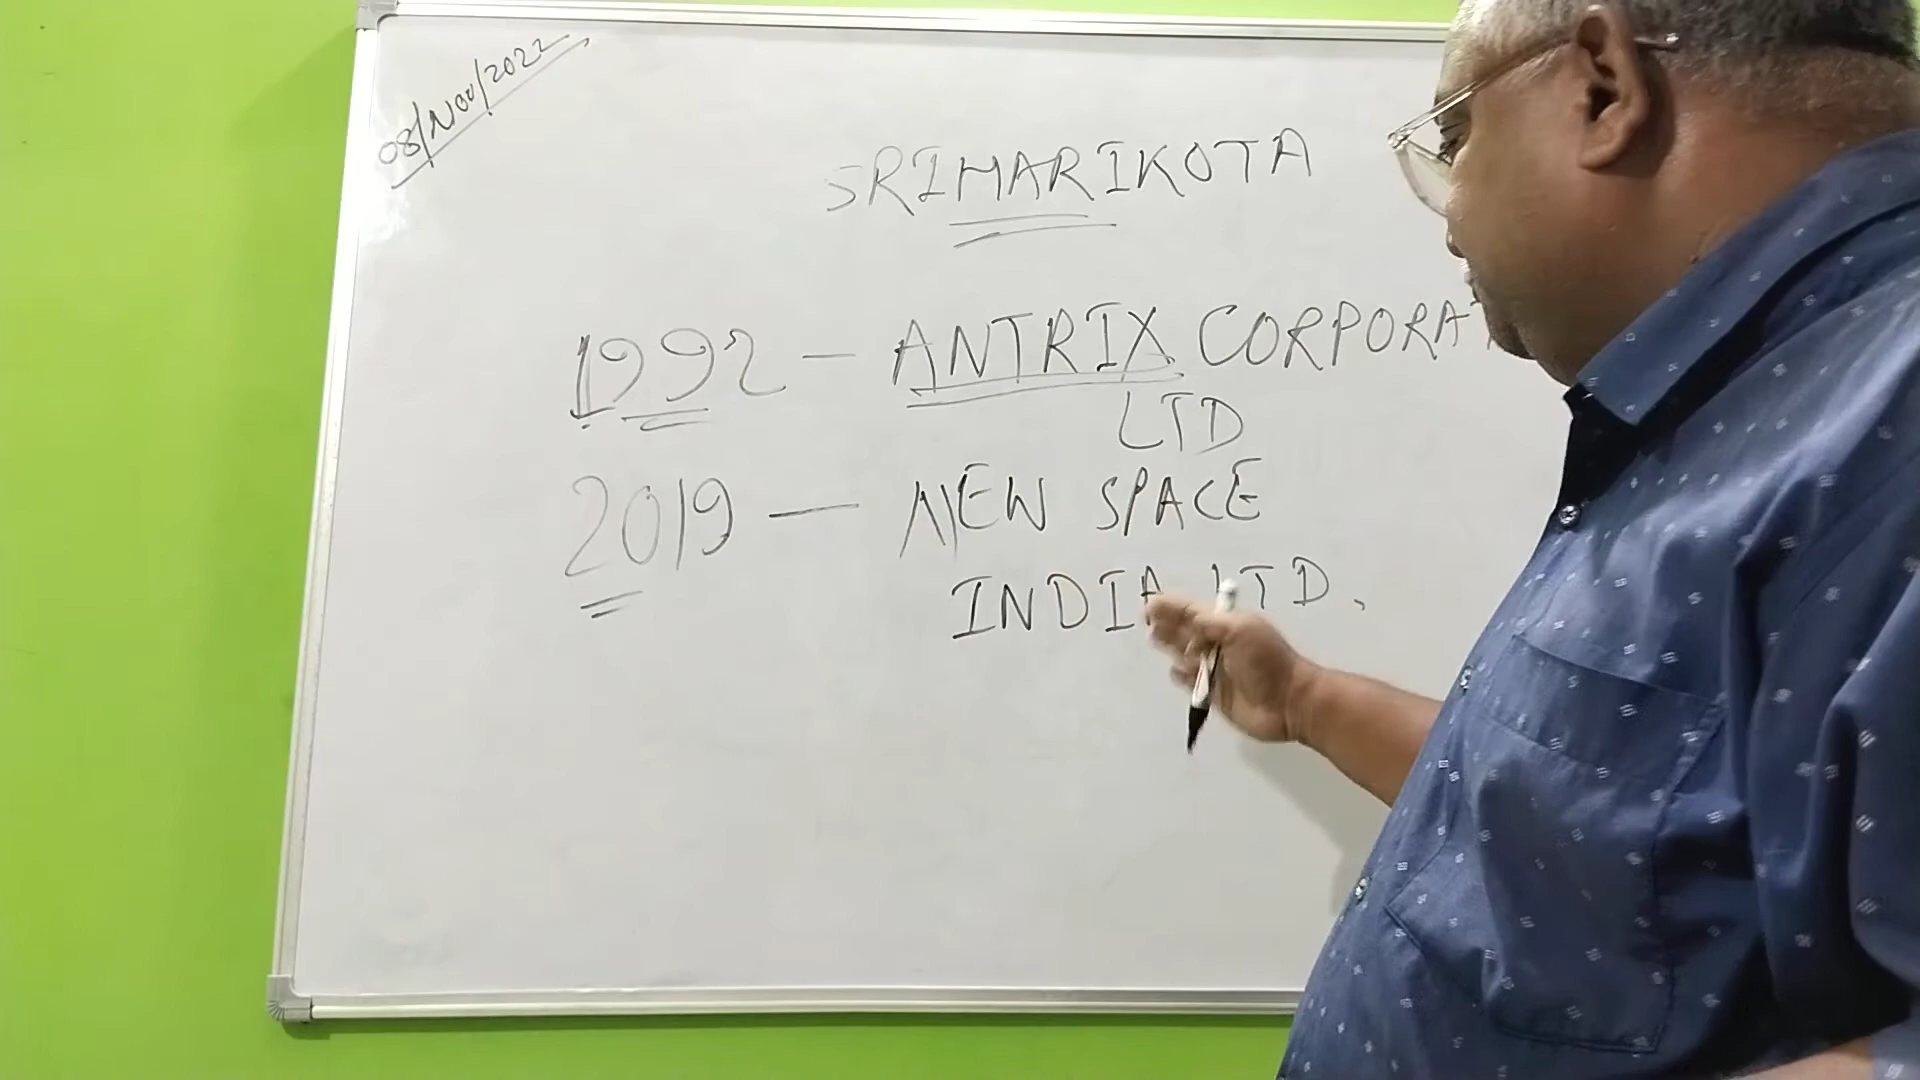 08/Nov/2022
SRIHARIKOTA
1992 — ANTRIX CORPORAT
LTD
2019 — NEW SPACE
INDIA LTD.